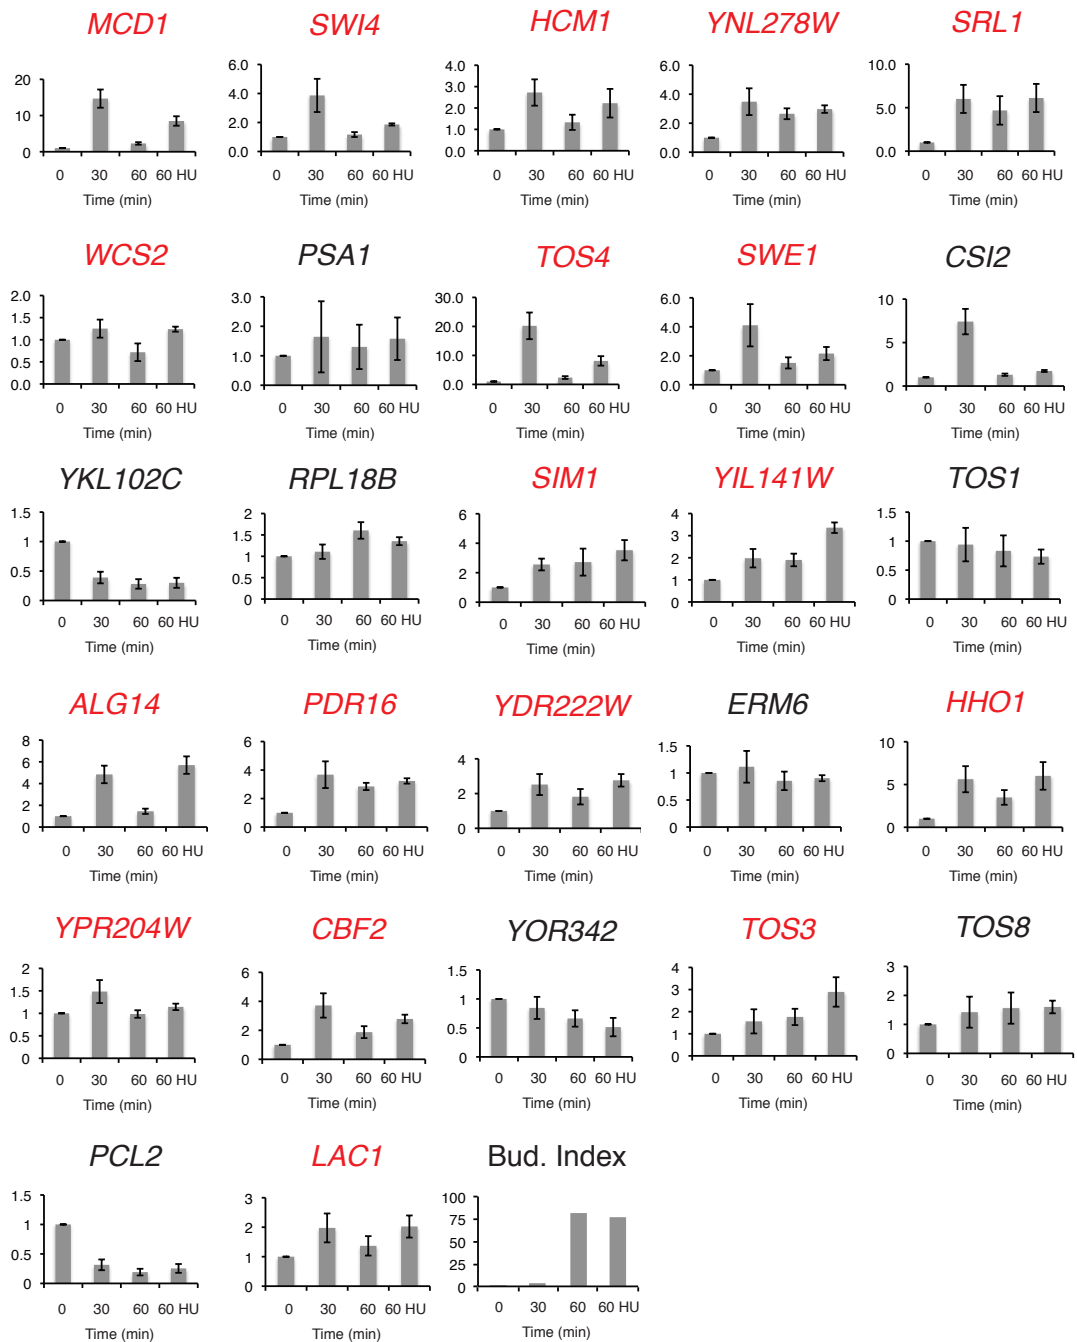 MCD1 SWI4 HCM1 YNL278W SRL1
20 10 0
6.0 4.0 2.0 0.0
4.0 3.0 2.0 1.0 0.0
6.0 4.0 2.0 0.0
10.0 5.0 0.0
0 30 60 60 HU 0 30 60 60 HU 0 30 60 60 HU 0 30 60 60 HU 0 30 60 60 HU
Time (min) Time (min) Time (min) Time (min) Time (min)
WCS2 PSA1 TOS4 SWE1 CSI2
2.0 1.5 1.0 0.5 0.0
3.0 2.0 1.0 0.0
30.0 20.0 10.0 0.0
6.0 4.0 2.0 0.0
10 5 0
0 30 60 60 HU 0 30 60 60 HU 0 30 60 60 HU 0 30 60 60 HU 0 30 60 60 HU
Time (min) Time (min) Time (min) Time (min) Time (min)
YKL102C RPL18B SIM1 YIL141W TOS1
1.5 1 0.5 0
2 1.5 1 0.5 0
6 4 2 0
4 3 2 1 0
1.5 1 0.5 0
0 30 60 60 HU 0 30 60 60 HU 0 30 60 60 HU 0 30 60 60 HU 0 30 60 60 HU
Time (min) Time (min) Time (min) Time (min) Time (min)
ALG14 PDR16 YDR222W ERM6 HHO1
8 6 4 2 0
6 4 2 0
4 2 0
1.5 1 0.5 0
10 5 0
0 30 60 60 HU 0 30 60 60 HU 0 30 60 60 HU 0 30 60 60 HU 0 30 60 60 HU
Time (min) Time (min) Time (min) Time (min) Time (min)
YPR204W CBF2 YOR342 TOS3 TOS8
2 1.5 1 0.5 0
6 4 2 0
1.5 1 0.5 0
4 3 2 1 0
3 2 1 0
0 30 60 60 HU 0 30 60 60 HU 0 30 60 60 HU 0 30 60 60 HU 0 30 60 60 HU
Time (min) Time (min) Time (min) Time (min) Time (min)
PCL2 LAC1 Bud. Index
1.5 1 0.5 0
3 2 1 0
100 75 50 25 0
0 30 60 60 HU 0 30 60 60 HU 0 30 60 60 HU
Time (min) Time (min) Time (min)